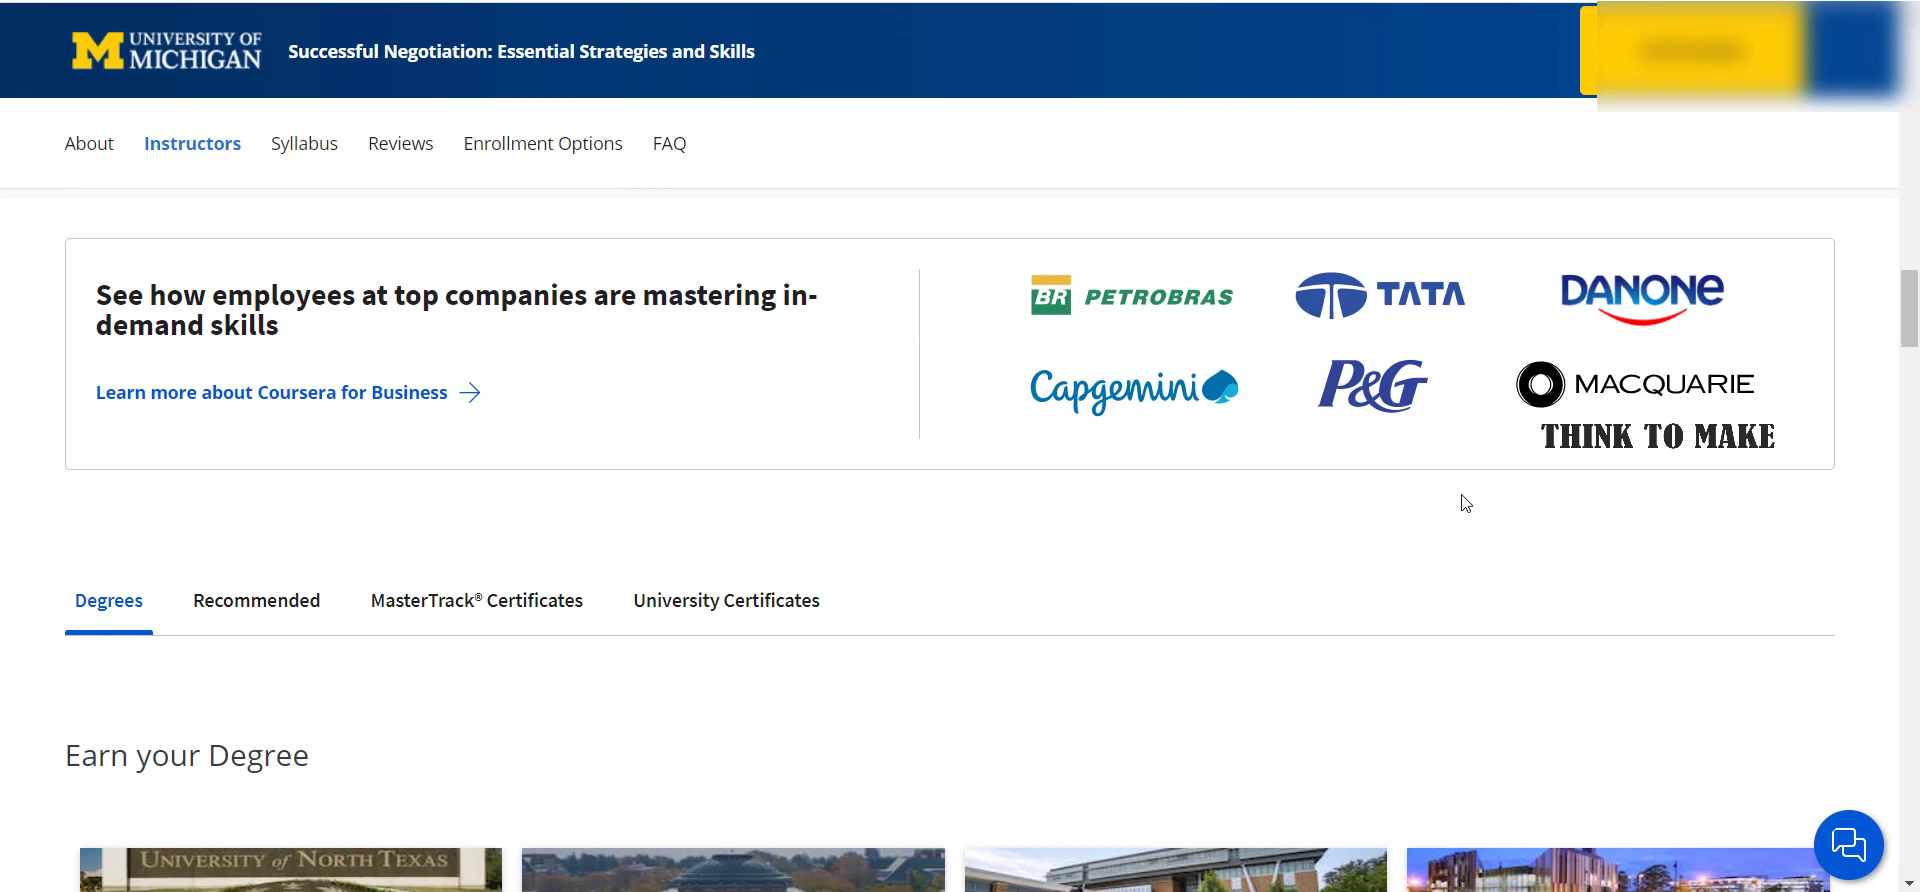 UNIVERSITY OF
MICHIGAN
Successful Negotiation: Essential Strategies and Skills
About Instructors Syllabus Reviews Enrollment Options FAQ
See how employees at top companies are mastering in-
demand skills
Learn more about Coursera for Business
BR PETROBRAS TATA DANONE
Capgemini P&G MACQUARIE
THINK TO MAKE
Degrees Recommended MasterTrack® Certificates University Certificates
Earn your Degree
UNIVERSITY of NORTH TEXAS